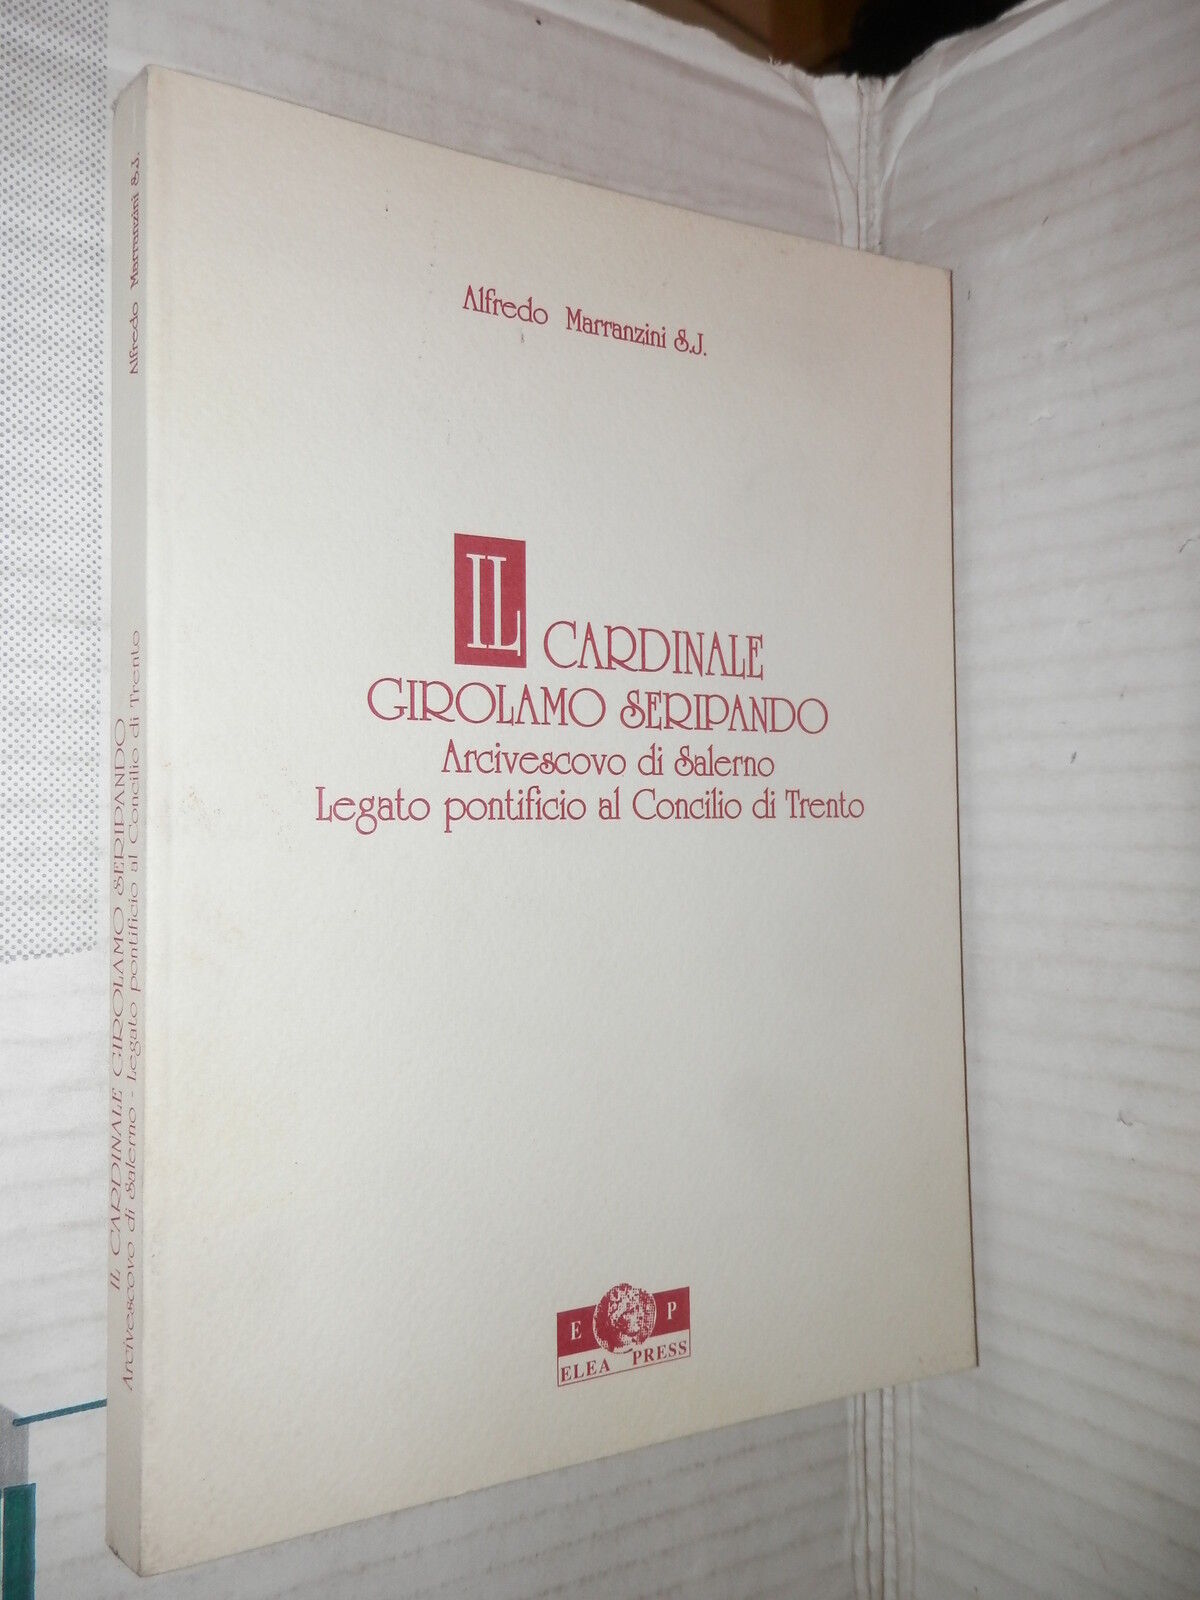 Alfredo Marranzini S.J.
IL CARDINALE
GIROLAMO SERIPANDO
Arcivescovo di Salerno
Legato pontificio al Concilio di Trento
E P
ELEA PRESS
Alfredo Marranzini S.J.
IL CARDINALE GIROLAMO SERIPANDO
Arcivescovo di Salerno - Legato pontificio al Concilio di Trento